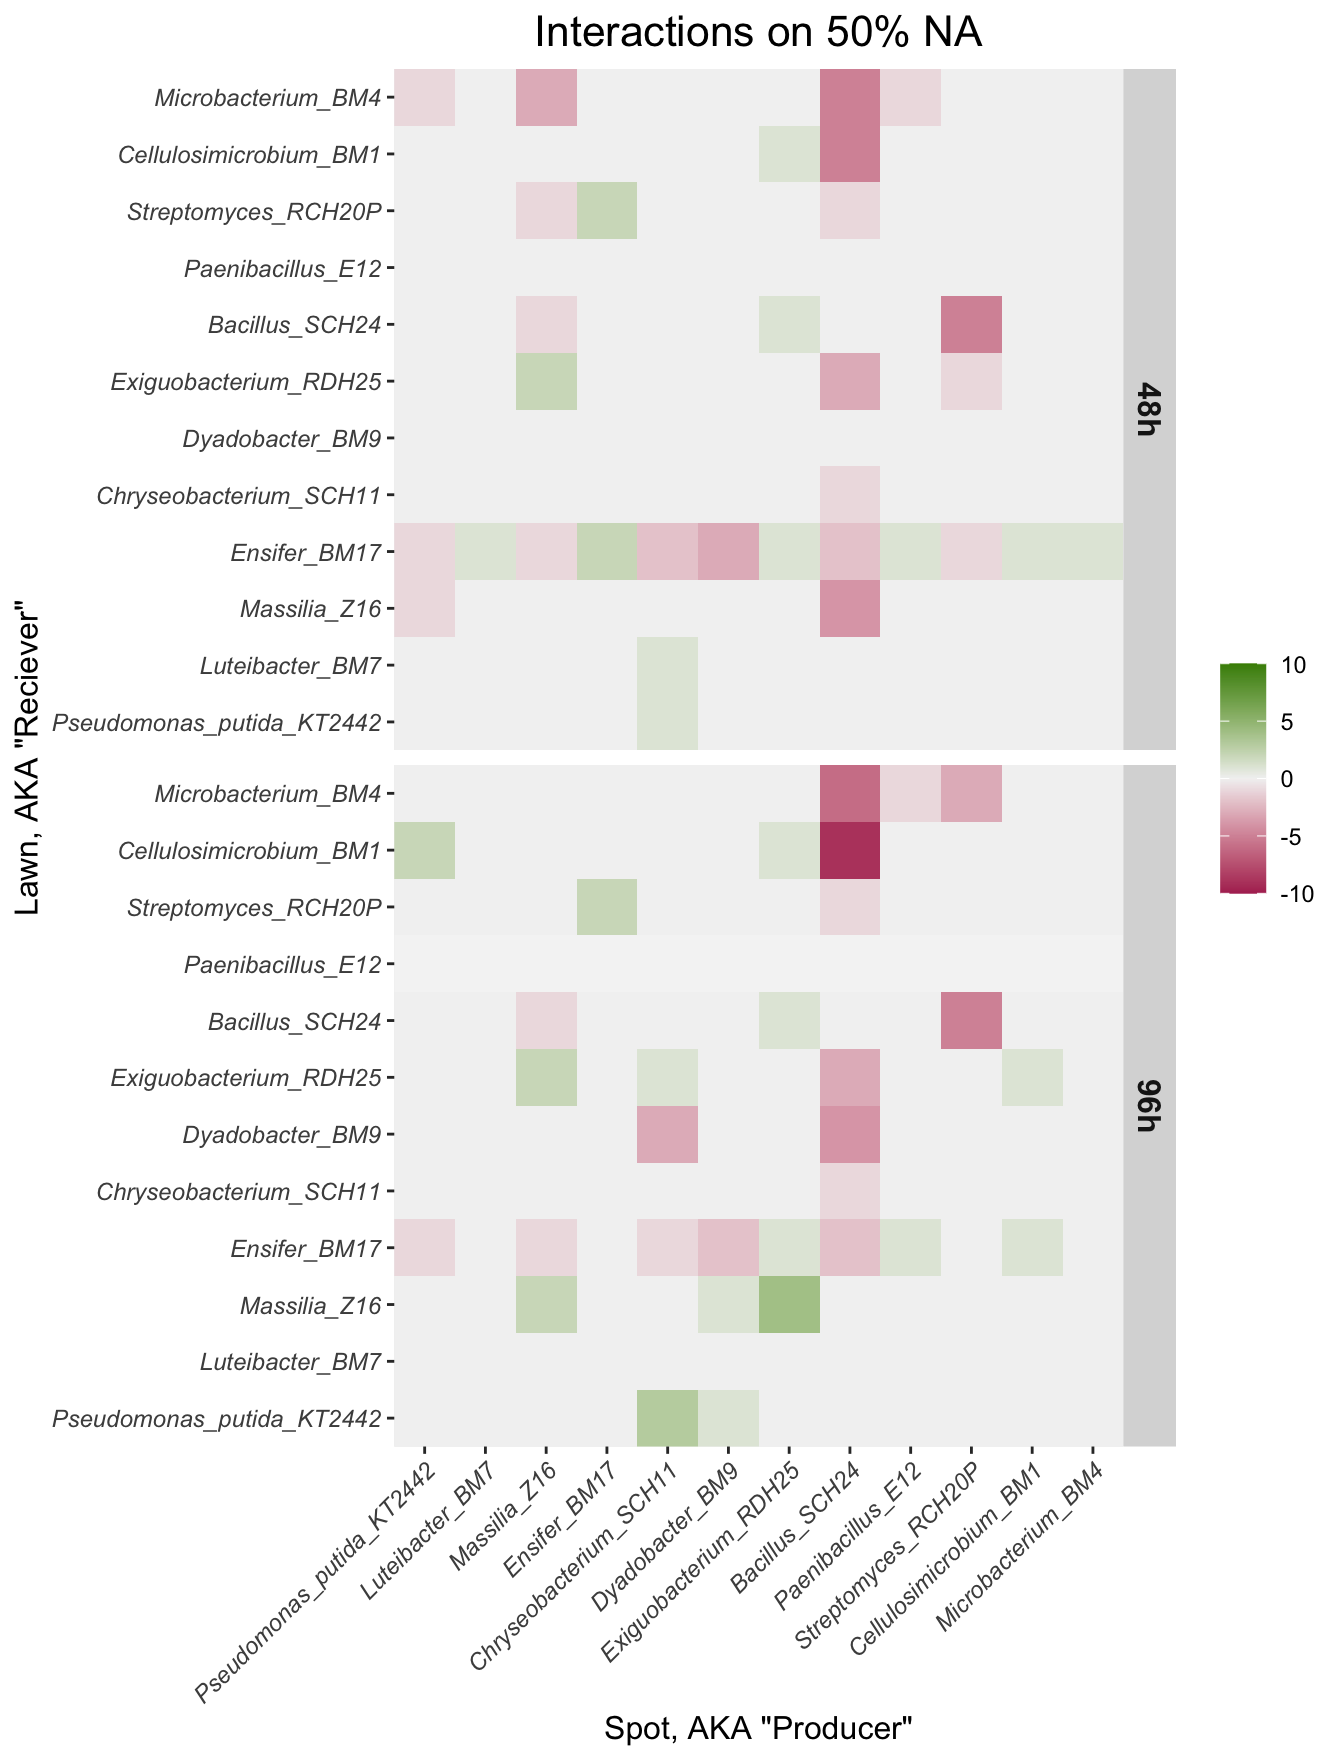 Interactions on 50% NA
Lawn, AKA "Reciever"
Microbacterium_BM4
Cellulosimicrobium_BM1
Streptomyces_RCH20P
Paenibacillus_E12
Bacillus_SCH24
Exiguobacterium_RDH25
Dyadobacter_BM9
Chryseobacterium_SCH11
Ensifer_BM17
Massilia_Z16
Luteibacter_BM7
Pseudomonas_putida_KT2442
48h
Microbacterium_BM4
Cellulosimicrobium_BM1
Streptomyces_RCH20P
Paenibacillus_E12
Bacillus_SCH24
Exiguobacterium_RDH25
Dyadobacter_BM9
Chryseobacterium_SCH11
Ensifer_BM17
Massilia_Z16
Luteibacter_BM7
Pseudomonas_putida_KT2442
96h
10
5
0
-5
-10
Pseudomonas_putida_KT2442
Luteibacter_BM7
Massilia_Z16
Ensifer_BM17
Chryseobacterium_SCH11
Dyadobacter_BM9
Exiguobacterium_RDH25
Bacillus_SCH24
Paenibacillus_E12
Streptomyces_RCH20P
Cellulosimicrobium_BM1
Microbacterium_BM4
Spot, AKA "Producer"